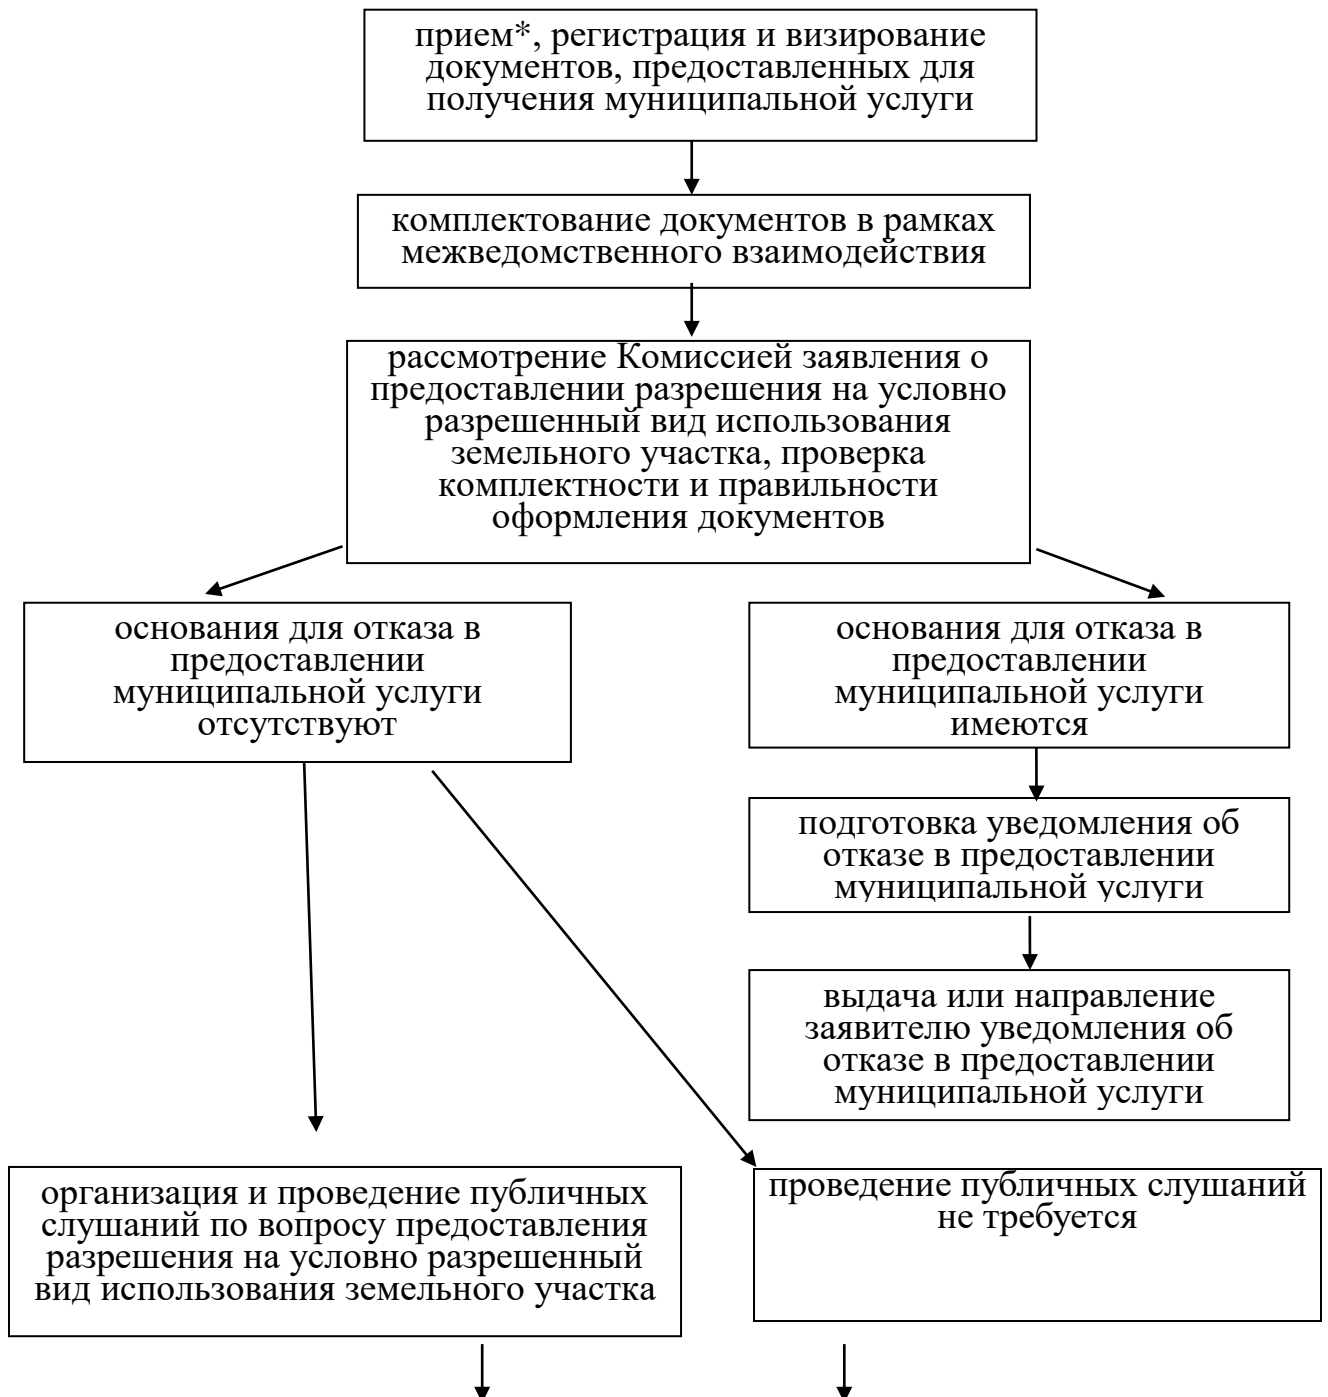 прием*, регистрация и визирование
документов, предоставленных для
получения муниципальной услуги
комплектование документов в рамках
межведомственного взаимодействия
рассмотрение Комиссией заявления о
предоставлении разрешения на условно
разрешенный вид использования
земельного участка, проверка
комплектности и правильности
оформления документов
основания для отказа в
предоставлении
муниципальной услуги
отсутствуют
основания для отказа в
предоставлении
муниципальной услуги
имеются
подготовка уведомления об
отказе в предоставлении
муниципальной услуги
выдача или направление
заявителю уведомления об
отказе в предоставлении
муниципальной услуги
организация и проведение публичных
слушаний по вопросу предоставления
разрешения на условно разрешенный
вид использования земельного участка
проведение публичных слушаний
не требуется